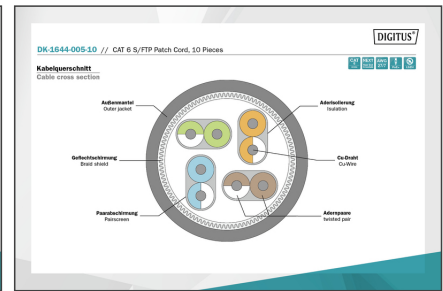 DIGITUS®
DK-1644-005-10 // CAT 6 S/FTP Patch Cord, 10 Pieces
Kabelquerschnitt
Cable cross section
Außenmantel
Outer jacket
Aderisolierung
Insulation
Geflechtschirmung
Braid shield
Cu-Draht
Cu-Wire
Paarabschirmung
Pairscreen
Adernpaare
twisted pair